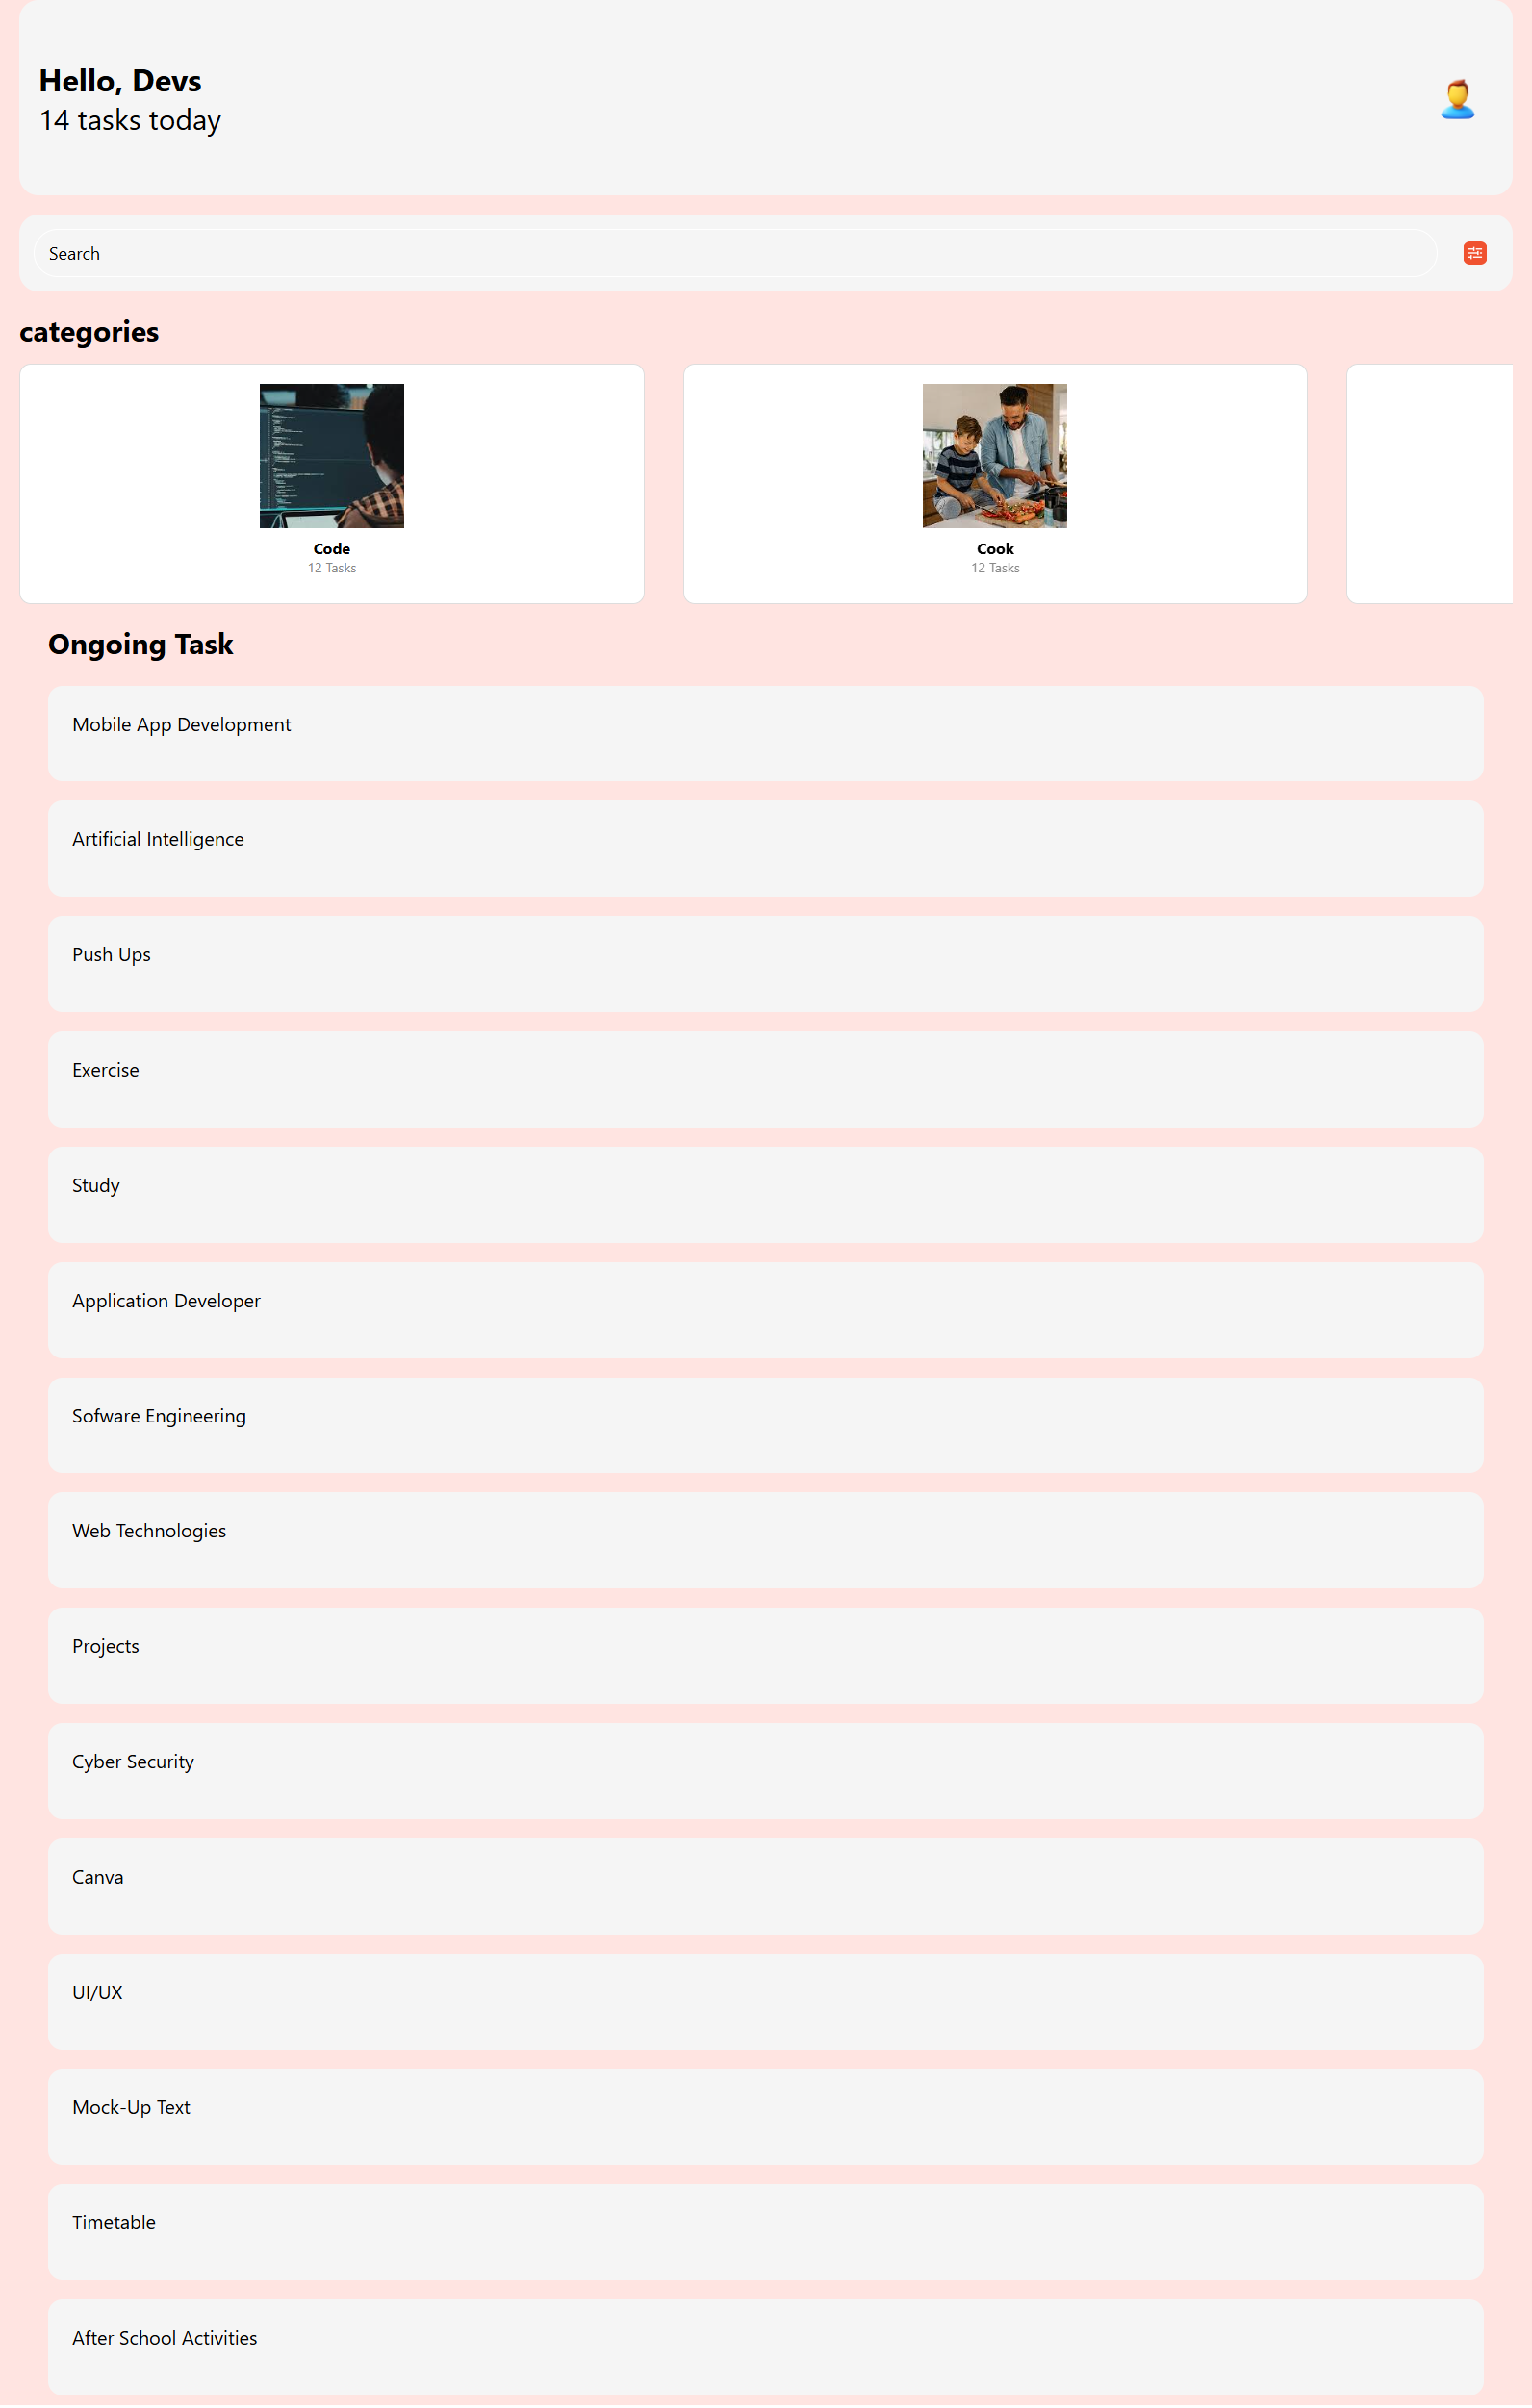 Hello, Devs
14 tasks today
Search
categories
Code
12 Tasks
Cook
12 Tasks
Ongoing Task
Mobile App Development
Artificial Intelligence
Push Ups
Exercise
Study
Application Developer
Sofware Engineering
Web Technologies
Projects
Cyber Security
Canva
UI/UX
Mock-Up Text
Timetable
After School Activities